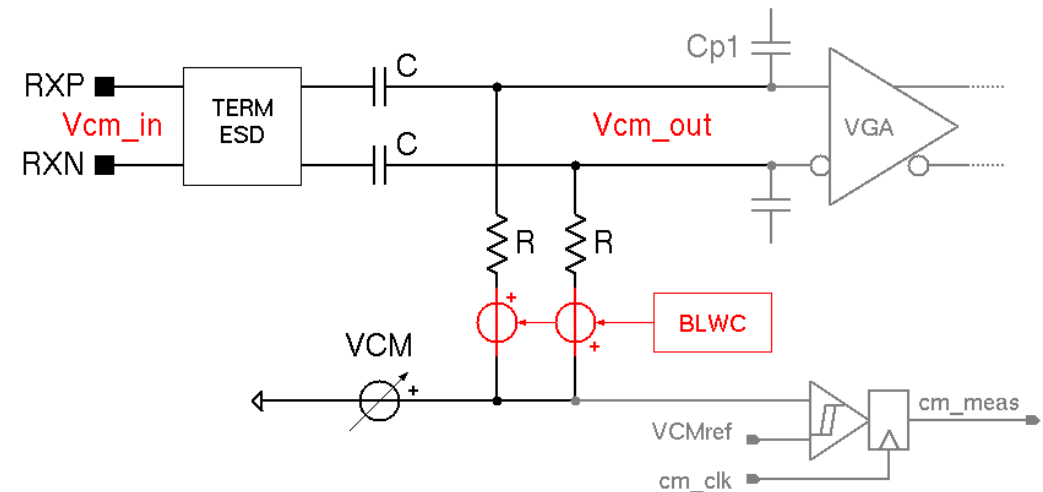 C
Cp1
RXP
TERM
ESD
Vcm_in
Vcm_out
VGA
C
RXN
R
R
+
BLWC
+
VCM
+
cm_meas
VCMref
cm_clk